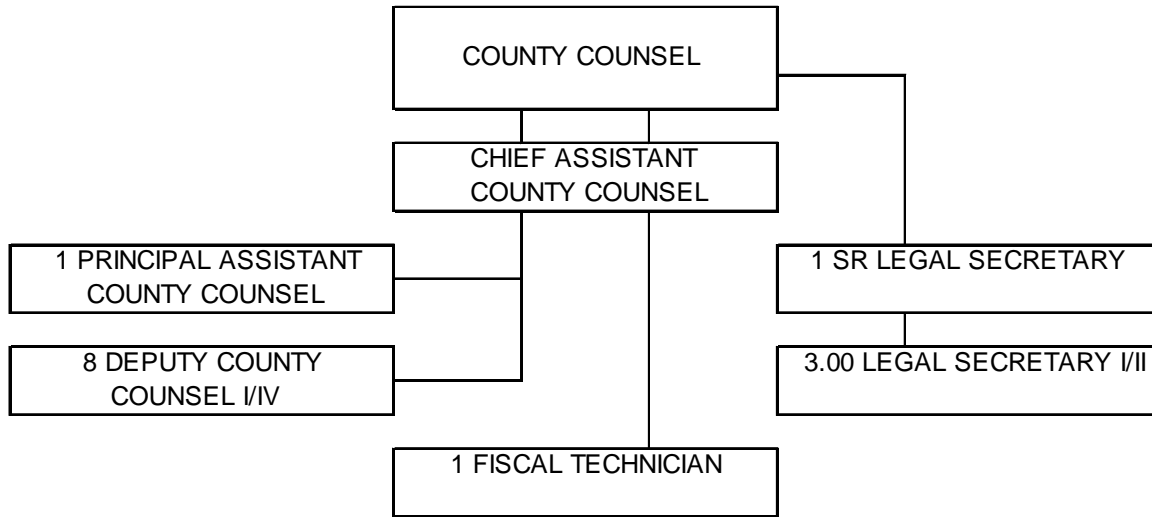 COUNTY COUNSEL
CHIEF ASSISTANT
COUNTY COUNSEL
1 PRINCIPAL ASSISTANT
COUNTY COUNSEL
1 SR LEGAL SECRETARY
8 DEPUTY COUNTY
COUNSEL I/IV
3.00 LEGAL SECRETARY I/II
1 FISCAL TECHNICIAN